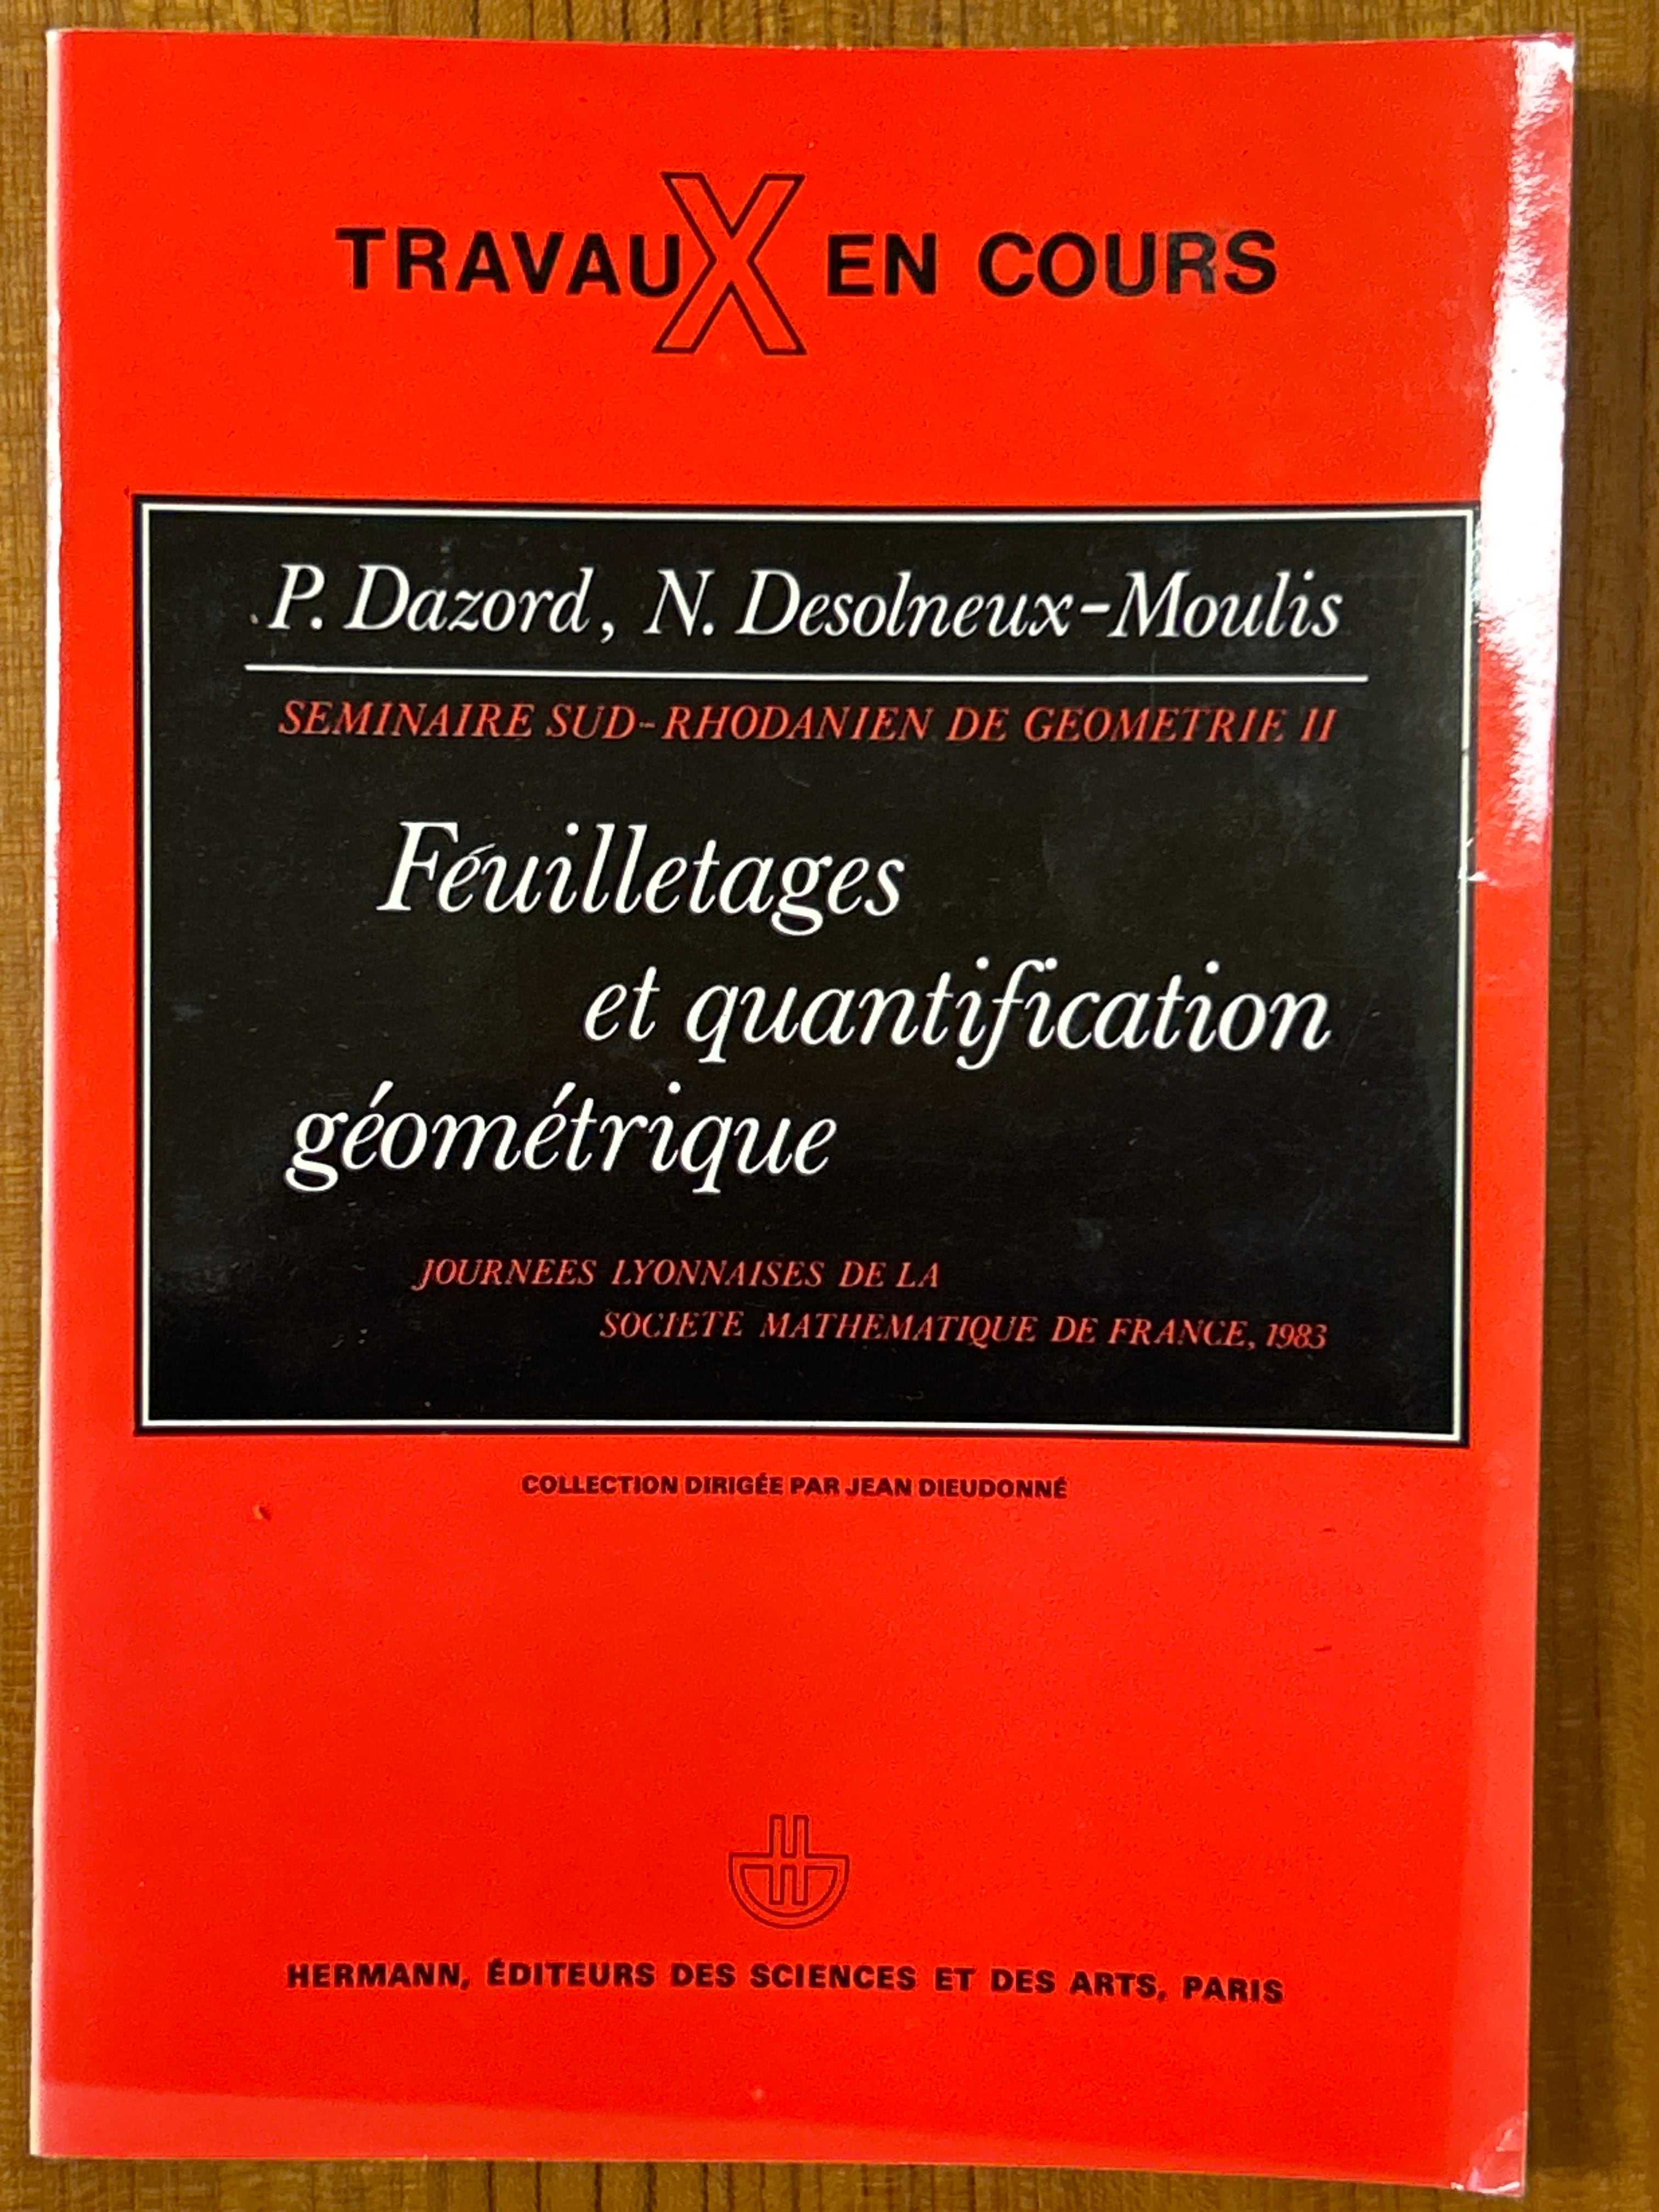 TRAVAUX EN COURS
P. Dazord, N. Desolneux-Moulis
SEMINAIRE SUD-RHODANIEN DE GEOMETRIE II
Féuilletages
et quantification
géométrique
JOURNEES LYONNAISES DE LA
SOCIETE MATHEMATIQUE DE FRANCE, 1983
COLLECTION DIRIGÉE PAR JEAN DIEUDONNÉ
HERMANN, ÉDITEURS DES SCIENCES ET DES ARTS, PARIS